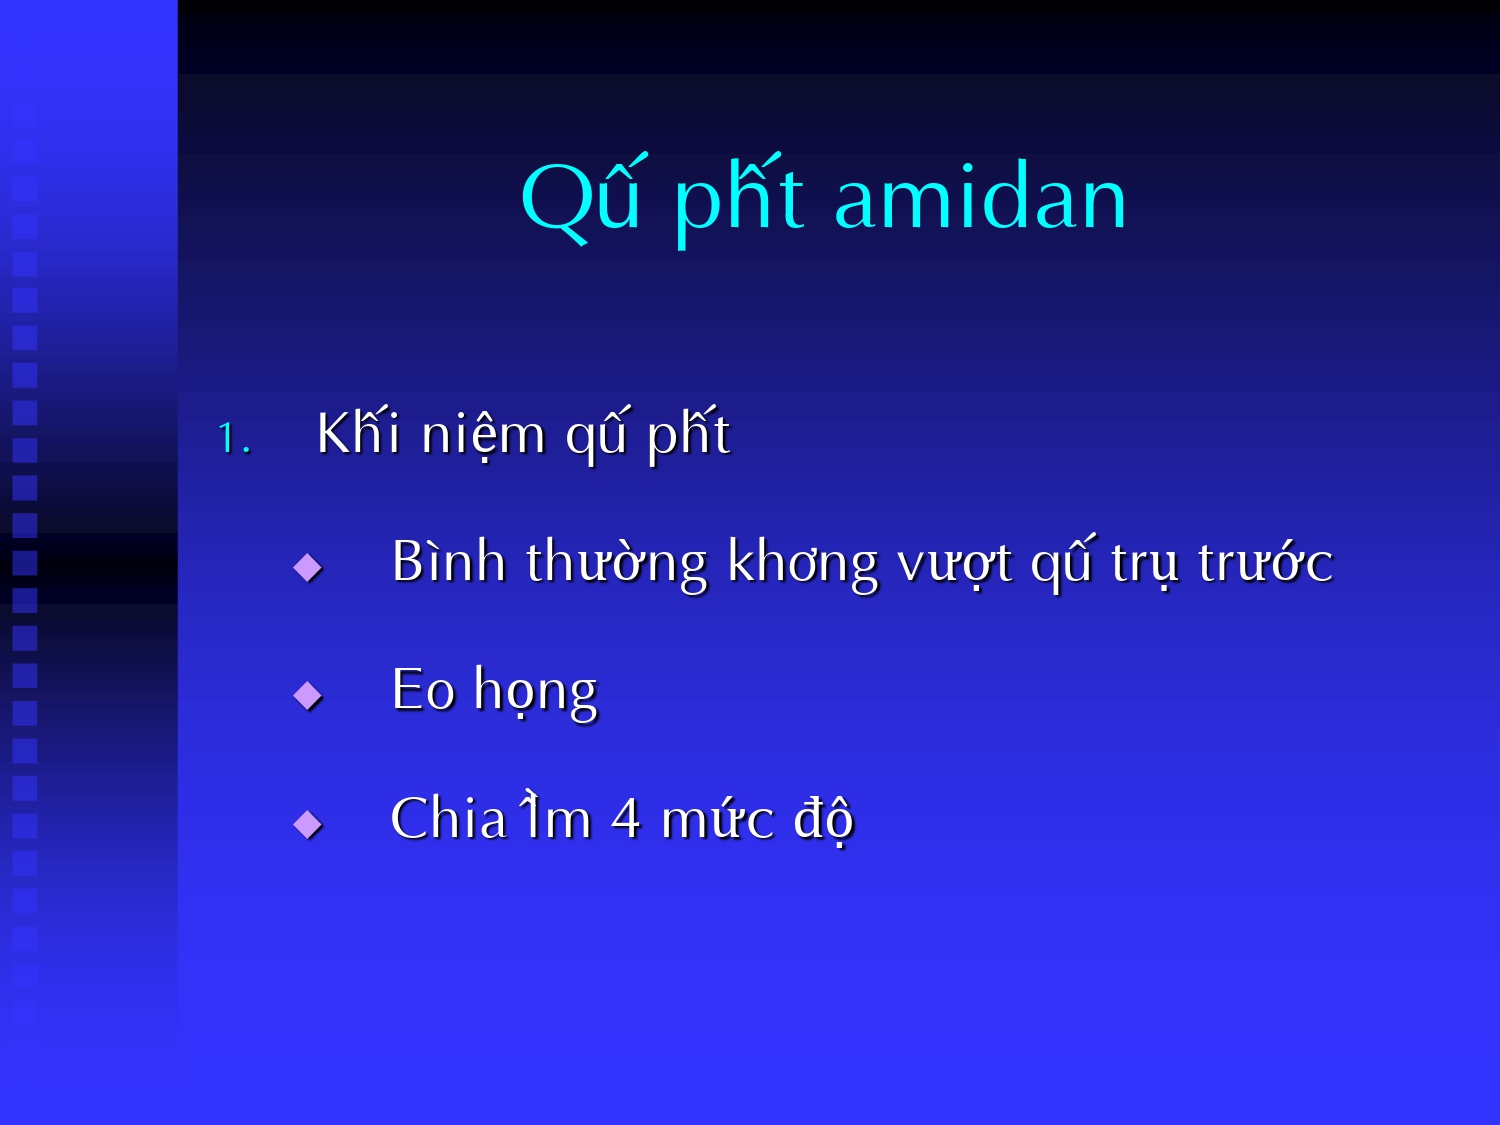 Qú phát amidan
1. Khái niệm quá phát
◆ Bình thường khơng vượt quá trụ trước
◆ Eo họng
◆ Chia làm 4 mức độ